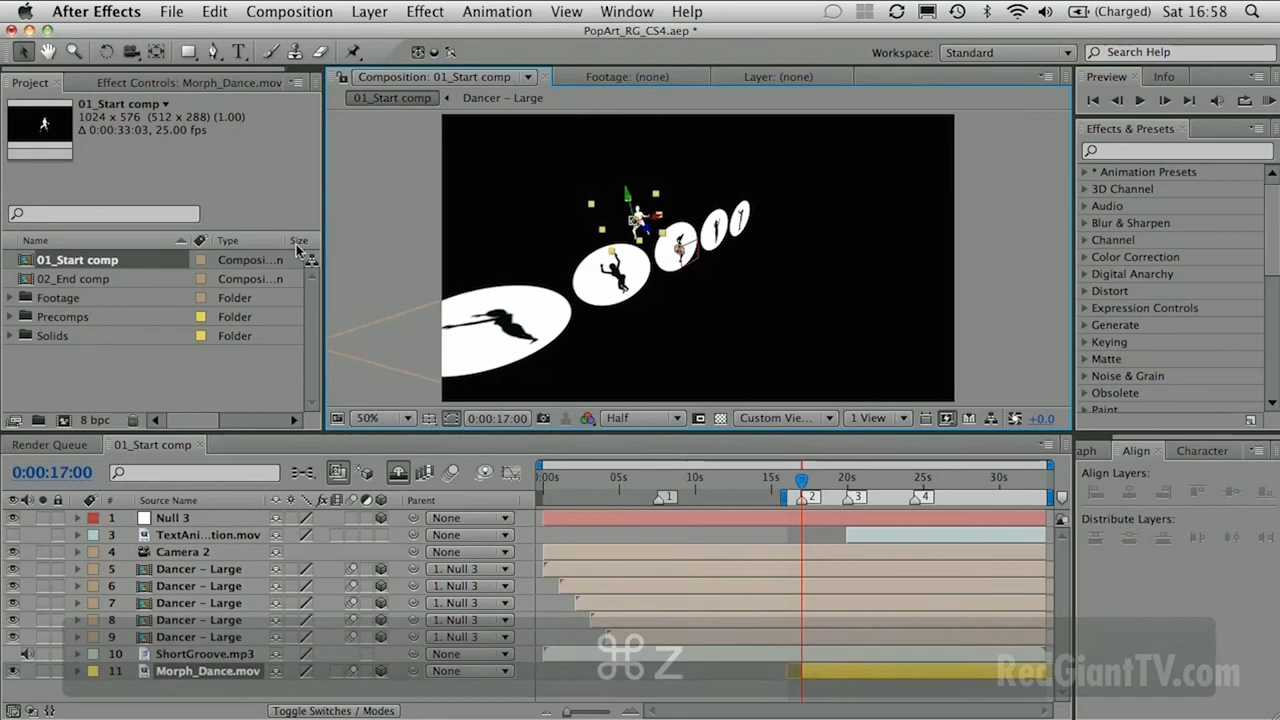 After Effects File Edit Composition Layer Effect Animation View Window Help (Charged) Sat 16:58
PopArt_RG_CS4.aep *
Workspace: Standard Search Help
Project Effect Controls: Morph_Dance.mov
Composition: 01_Start comp Footage: (none) Layer: (none)
Preview Info
01_Start comp Dancer – Large
01_Start comp
1024 x 576 (512 x 288) (1.00)
Δ 0:00:33:03, 25.00 fps
Effects & Presets
* Animation Presets
3D Channel
Audio
Blur & Sharpen
Channel
Color Correction
Digital Anarchy
Distort
Expression Controls
Generate
Keying
Matte
Noise & Grain
Obsolete
Paint
Name Type Size
01_Start comp Composi...n
02_End comp Composi...n
Footage Folder
Precomps Folder
Solids Folder
8 bpc
50% 0:00:17:00 Half Custom Vie... 1 View +0.0
Render Queue 01_Start comp
aph Align Character
0:00:17:00
Align Layers:
Distribute Layers:
:00s 05s 10s 15s 20s 25s 30s
1 2 3 4
# Source Name Parent
1 Null 3 None
3 TextAni...tion.mov None
4 Camera 2 None
5 Dancer – Large 1. Null 3
6 Dancer – Large 1. Null 3
7 Dancer – Large 1. Null 3
8 Dancer – Large 1. Null 3
9 Dancer – Large 1. Null 3
10 ShortGroove.mp3 None
11 Morph_Dance.mov None
⌘ Z
RedGiantTV.com
Toggle Switches / Modes